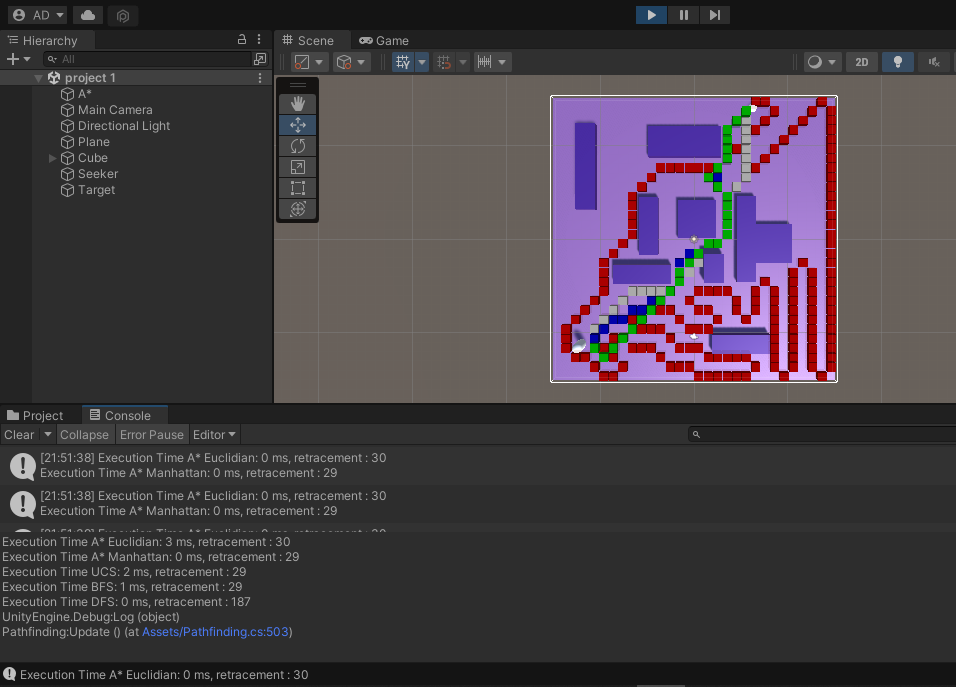 AD
Hierarchy
Scene
Game
All
2D
project 1
A*
Main Camera
Directional Light
Plane
Cube
Seeker
Target
Project
Console
Clear
Collapse
Error Pause
Editor
[21:51:38] Execution Time A* Euclidian: 0 ms, retracement : 30
Execution Time A* Manhattan: 0 ms, retracement : 29
[21:51:38] Execution Time A* Euclidian: 0 ms, retracement : 30
Execution Time A* Manhattan: 0 ms, retracement : 29
Execution Time A* Euclidian: 3 ms, retracement : 30
Execution Time A* Manhattan: 0 ms, retracement : 29
Execution Time UCS: 2 ms, retracement : 29
Execution Time BFS: 1 ms, retracement : 29
Execution Time DFS: 0 ms, retracement : 187
UnityEngine.Debug:Log (object)
Pathfinding:Update () (at Assets/Pathfinding.cs:503)
Execution Time A* Euclidian: 0 ms, retracement : 30